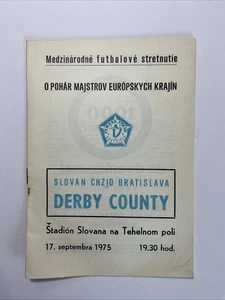 Medzinárodné futbalové stretnutie
O POHÁR MAJSTROV EURÓPSKYCH KRAJÍN
SLOVAN CHZJD BRATISLAVA
DERBY COUNTY
Štadión Slovana na Tehelnom poli
17. septembra 1975 19.30 hod.